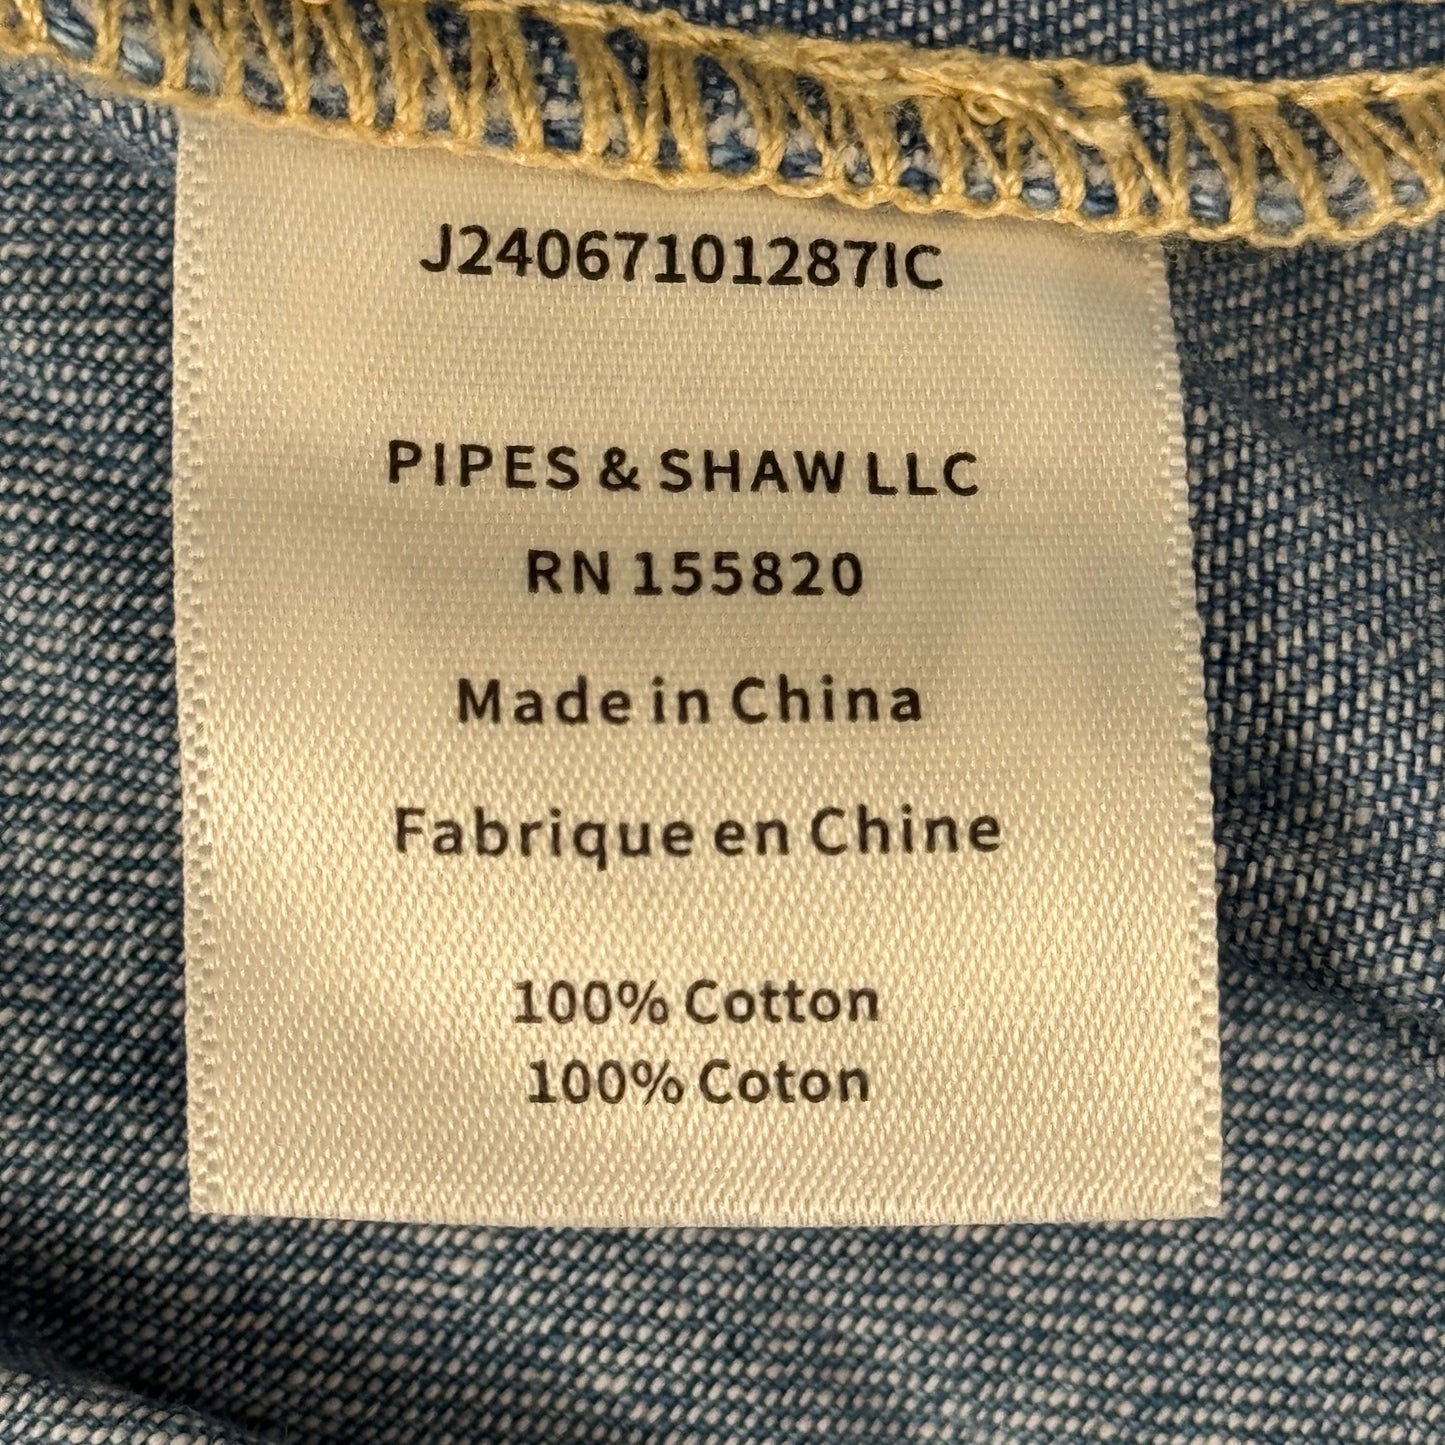 J24067101287IC
PIPES & SHAW LLC
RN 155820
Made in China
Fabrique en Chine
100% Cotton
100% Coton